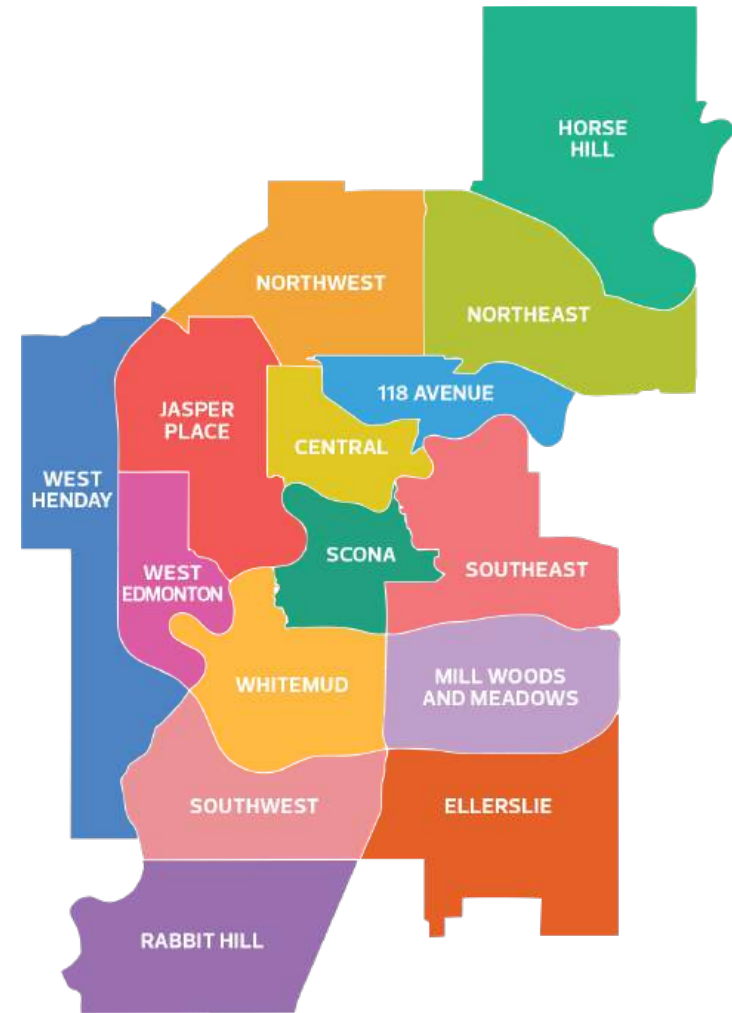 HORSE
HILL
NORTHWEST
NORTHEAST
118 AVENUE
JASPER
PLACE
CENTRAL
WEST
HENDAY
SCONA
SOUTHEAST
WEST
EDMONTON
WHITEMUD
MILL WOODS
AND MEADOWS
SOUTHWEST
ELLERSLIE
RABBIT HILL